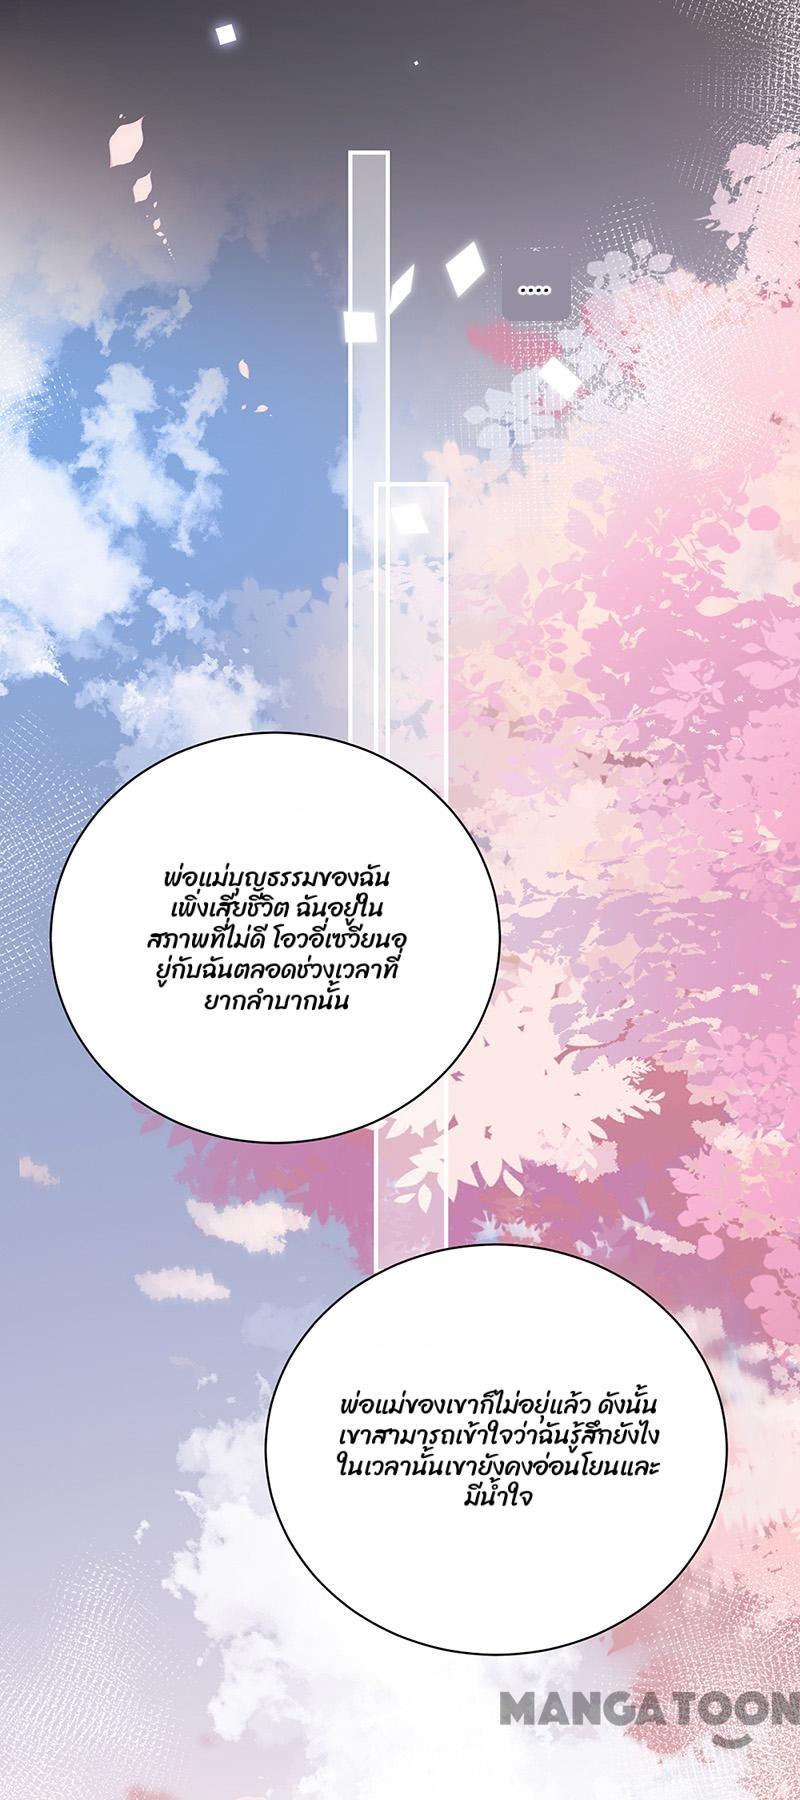 ....
พ่อแม่บุญธรรมของฉัน
เพิ่งเสียชีวิต ฉันอยู่ใน
สภาพที่ไม่ดี โอวอี่เซวียนอ
ยู่กับฉันตลอดช่วงเวลาที่
ยากลำบากนั้น
พ่อแม่ของเขาก็ไม่อยู่แล้ว ดังนั้น
เขาสามารถเข้าใจว่าฉันรู้สึกยังไง
ในเวลานั้นเขายังคงอ่อนโยนและ
มีน้ำใจ
MANGATOON